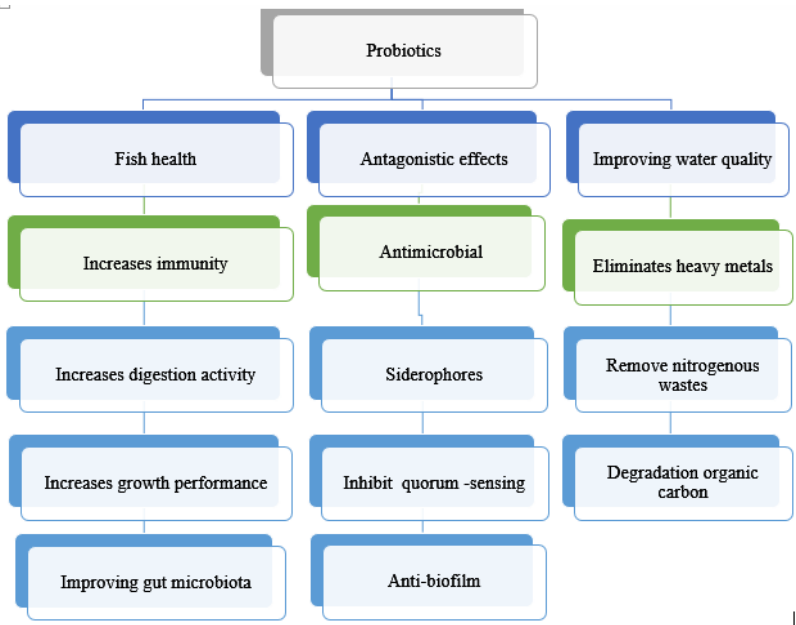 Probiotics
Fish health
Antagonistic effects
Improving water quality
Increases immunity
Antimicrobial
Eliminates heavy metals
Increases digestion activity
Siderophores
Remove nitrogenous
wastes
Increases growth performance
Inhibit quorum -sensing
Degradation organic
carbon
Improving gut microbiota
Anti-biofilm